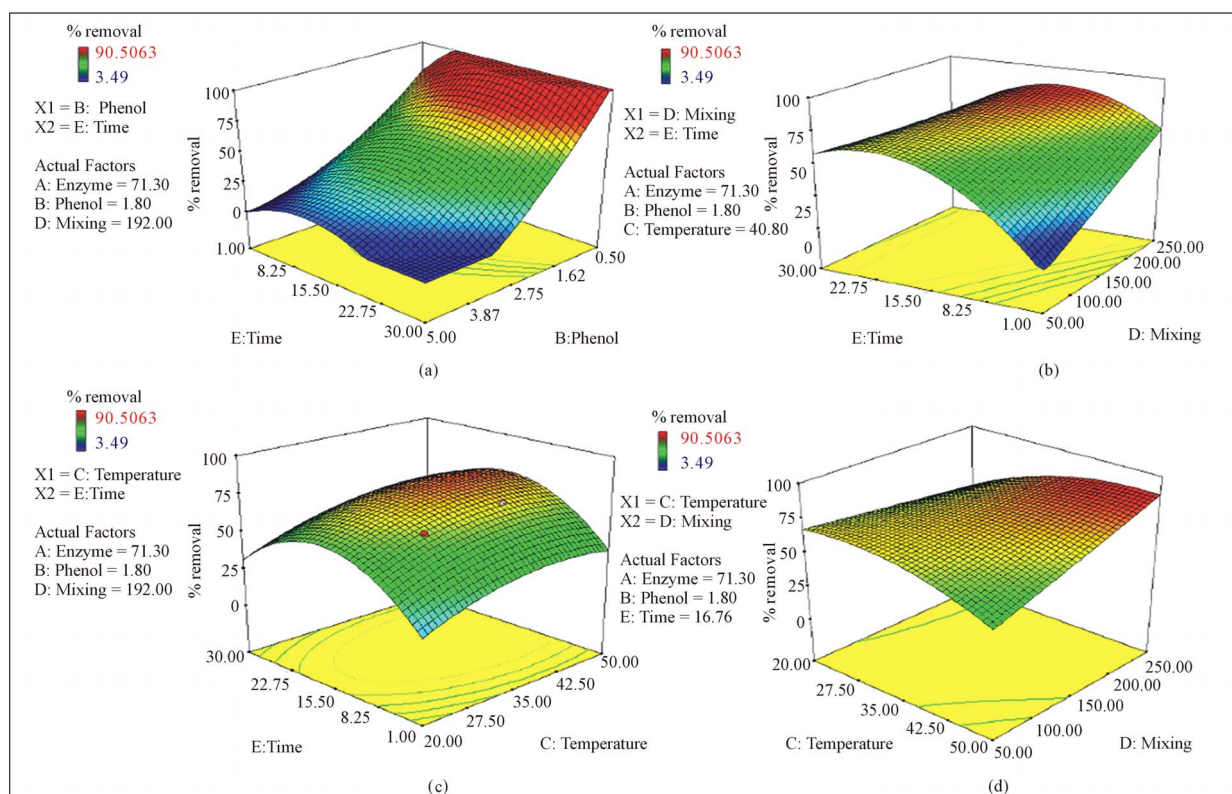 % removal
90.5063
3.49
X1 = B: Phenol
X2 = E: Time
Actual Factors
A: Enzyme = 71.30
B: Phenol = 1.80
D: Mixing = 192.00
% removal
100
75
50
25
0
1.00
8.25
15.50
22.75
30.00
5.00
3.87
2.75
1.62
0.50
E:Time
B:Phenol
(a)
% removal
90.5063
3.49
X1 = D: Mixing
X2 = E: Time
Actual Factors
A: Enzyme = 71.30
B: Phenol = 1.80
C: Temperature = 40.80
% removal
100
75
50
25
0
30.00
22.75
15.50
8.25
1.00
50.00
100.00
150.00
200.00
250.00
E:Time
D: Mixing
(b)
% removal
90.5063
3.49
X1 = C: Temperature
X2 = E:Time
Actual Factors
A: Enzyme = 71.30
B: Phenol = 1.80
D: Mixing = 192.00
% removal
100
75
50
25
0
30.00
22.75
15.50
8.25
1.00
20.00
27.50
35.00
42.50
50.00
E:Time
C: Temperature
(c)
% removal
90.5063
3.49
X1 = C: Temperature
X2 = D: Mixing
Actual Factors
A: Enzyme = 71.30
B: Phenol = 1.80
E: Time = 16.76
% removal
100
75
50
25
0
20.00
27.50
35.00
42.50
50.00
50.00
100.00
150.00
200.00
250.00
C: Temperature
D: Mixing
(d)